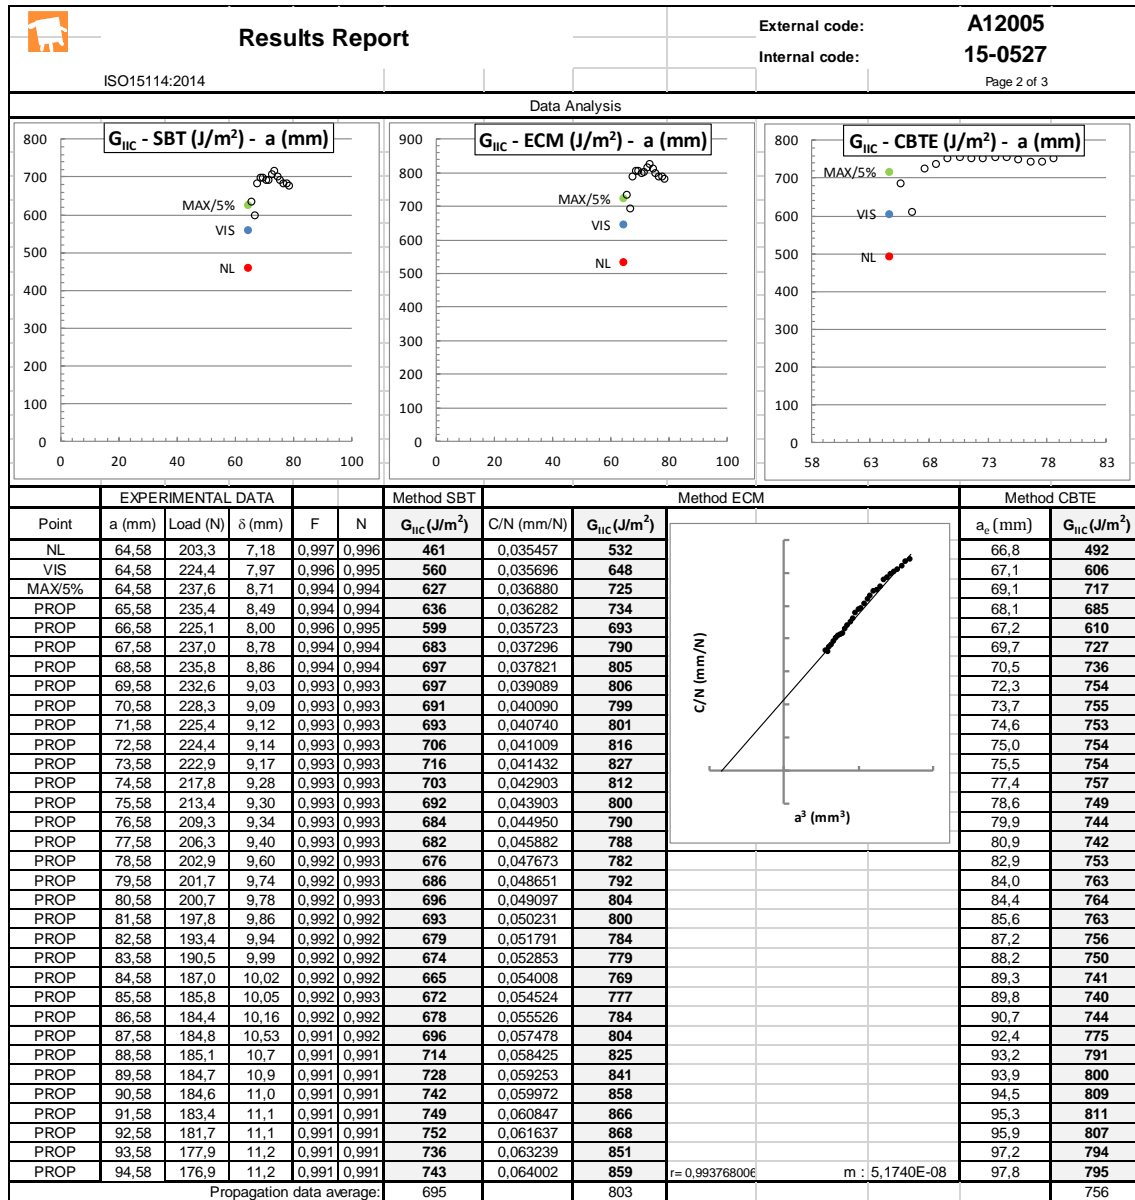 Results Report
External code: A12005
Internal code: 15-0527
ISO15114:2014
Page 2 of 3
Data Analysis
G_IIC - SBT (J/m²) - a (mm)
800
700
600
500
400
300
200
100
0
MAX/5%
VIS
NL
0 20 40 60 80 100
G_IIC - ECM (J/m²) - a (mm)
900
800
700
600
500
400
300
200
100
0
MAX/5%
VIS
NL
0 20 40 60 80 100
G_IIC - CBTE (J/m²) - a (mm)
800
700
600
500
400
300
200
100
0
MAX/5%
VIS
NL
58 63 68 73 78 83
EXPERIMENTAL DATA Method SBT Method ECM Method CBTE
Point a (mm) Load (N) δ (mm) F N G_IIC (J/m²) C/N (mm/N) G_IIC (J/m²) a_e (mm) G_IIC (J/m²)
NL 64,58 203,3 7,18 0,997 0,996 461 0,035457 532 66,8 492
VIS 64,58 224,4 7,97 0,996 0,995 560 0,035696 648 67,1 606
MAX/5% 64,58 237,6 8,71 0,994 0,994 627 0,036880 725 69,1 717
PROP 65,58 235,4 8,49 0,994 0,994 636 0,036282 734 68,1 685
PROP 66,58 225,1 8,00 0,996 0,995 599 0,035723 693 67,2 610
PROP 67,58 237,0 8,78 0,994 0,994 683 0,037296 790 69,7 727
PROP 68,58 235,8 8,86 0,994 0,994 697 0,037821 805 70,5 736
PROP 69,58 232,6 9,03 0,993 0,993 697 0,039089 806 72,3 754
PROP 70,58 228,3 9,09 0,993 0,993 691 0,040090 799 73,7 755
PROP 71,58 225,4 9,12 0,993 0,993 693 0,040740 801 74,6 753
PROP 72,58 224,4 9,14 0,993 0,993 706 0,041009 816 75,0 754
PROP 73,58 222,9 9,17 0,993 0,993 716 0,041432 827 75,5 754
PROP 74,58 217,8 9,28 0,993 0,993 703 0,042903 812 77,4 757
PROP 75,58 213,4 9,30 0,993 0,993 692 0,043903 800 78,6 749
PROP 76,58 209,3 9,34 0,993 0,993 684 0,044950 790 79,9 744
PROP 77,58 206,3 9,40 0,993 0,993 682 0,045882 788 80,9 742
PROP 78,58 202,9 9,60 0,992 0,993 676 0,047673 782 82,9 753
PROP 79,58 201,7 9,74 0,992 0,993 686 0,048651 792 84,0 763
PROP 80,58 200,7 9,78 0,992 0,993 696 0,049097 804 84,4 764
PROP 81,58 197,8 9,86 0,992 0,992 693 0,050231 800 85,6 763
PROP 82,58 193,4 9,94 0,992 0,992 679 0,051791 784 87,2 756
PROP 83,58 190,5 9,99 0,992 0,992 674 0,052853 779 88,2 750
PROP 84,58 187,0 10,02 0,992 0,992 665 0,054008 769 89,3 741
PROP 85,58 185,8 10,05 0,992 0,993 672 0,054524 777 89,8 740
PROP 86,58 184,4 10,16 0,992 0,992 678 0,055526 784 90,7 744
PROP 87,58 184,8 10,53 0,991 0,992 696 0,057478 804 92,4 775
PROP 88,58 185,1 10,7 0,991 0,991 714 0,058425 825 93,2 791
PROP 89,58 184,7 10,9 0,991 0,991 728 0,059253 841 93,9 800
PROP 90,58 184,6 11,0 0,991 0,991 742 0,059972 858 94,5 809
PROP 91,58 183,4 11,1 0,991 0,991 749 0,060847 866 95,3 811
PROP 92,58 181,7 11,1 0,991 0,991 752 0,061637 868 95,9 807
PROP 93,58 177,9 11,2 0,991 0,991 736 0,063239 851 97,2 794
PROP 94,58 176,9 11,2 0,991 0,991 743 0,064002 859 r= 0,993768006 m : 5,1740E-08 97,8 795
Propagation data average: 695 803 756
C/N (mm/N)
a³ (mm³)